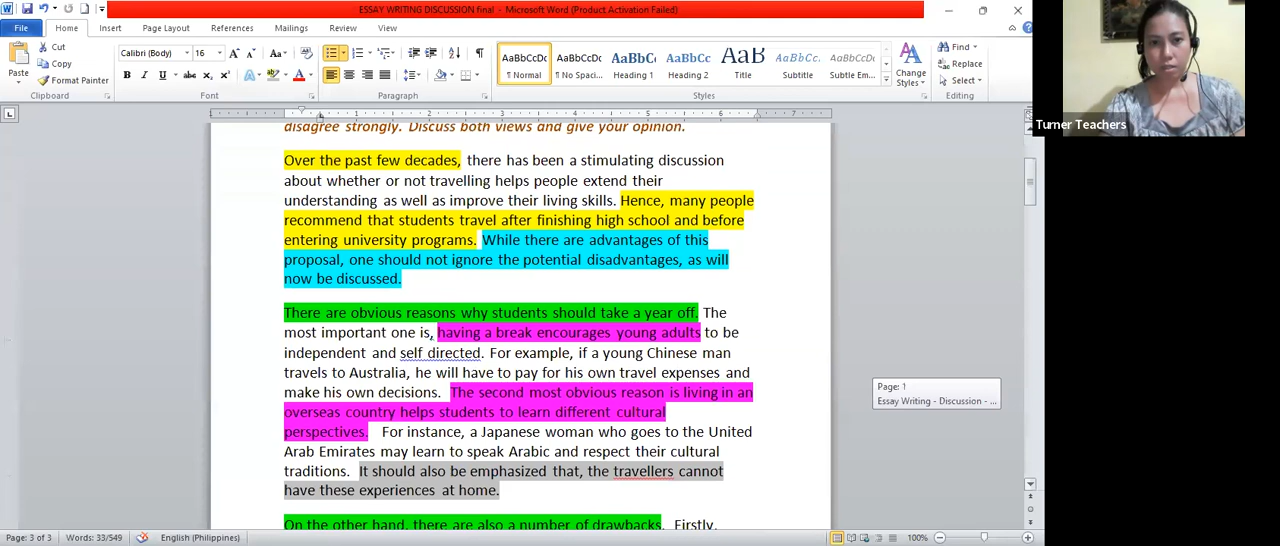 ESSAY WRITING DISCUSSION final - Microsoft Word (Product Activation Failed)
File Home Insert Page Layout References Mailings Review View
Paste
Cut
Copy
Format Painter
Clipboard
Calibri (Body) 16
Font
Paragraph
AaBbCcDc AaBbCcDc AaBbCc AaBbCc AaB AaBbCc. AaBbCcDc
¶ Normal ¶ No Spaci... Heading 1 Heading 2 Title Subtitle Subtle Em...
Change Styles
Styles
Find
Replace
Select
Editing
Turner Teachers
1 1 2 3 4 5 6 7
disagree strongly. Discuss both views and give your opinion.
Over the past few decades, there has been a stimulating discussion
about whether or not travelling helps people extend their
understanding as well as improve their living skills. Hence, many people
recommend that students travel after finishing high school and before
entering university programs. While there are advantages of this
proposal, one should not ignore the potential disadvantages, as will
now be discussed.
There are obvious reasons why students should take a year off. The
most important one is, having a break encourages young adults to be
independent and self directed. For example, if a young Chinese man
travels to Australia, he will have to pay for his own travel expenses and
make his own decisions. The second most obvious reason is living in an
overseas country helps students to learn different cultural
perspectives. For instance, a Japanese woman who goes to the United
Arab Emirates may learn to speak Arabic and respect their cultural
traditions. It should also be emphasized that, the travellers cannot
have these experiences at home.
On the other hand, there are also a number of drawbacks. Firstly,
Page: 1
Essay Writing - Discussion - ...
Page: 3 of 3 Words: 33/549 English (Philippines) 100%